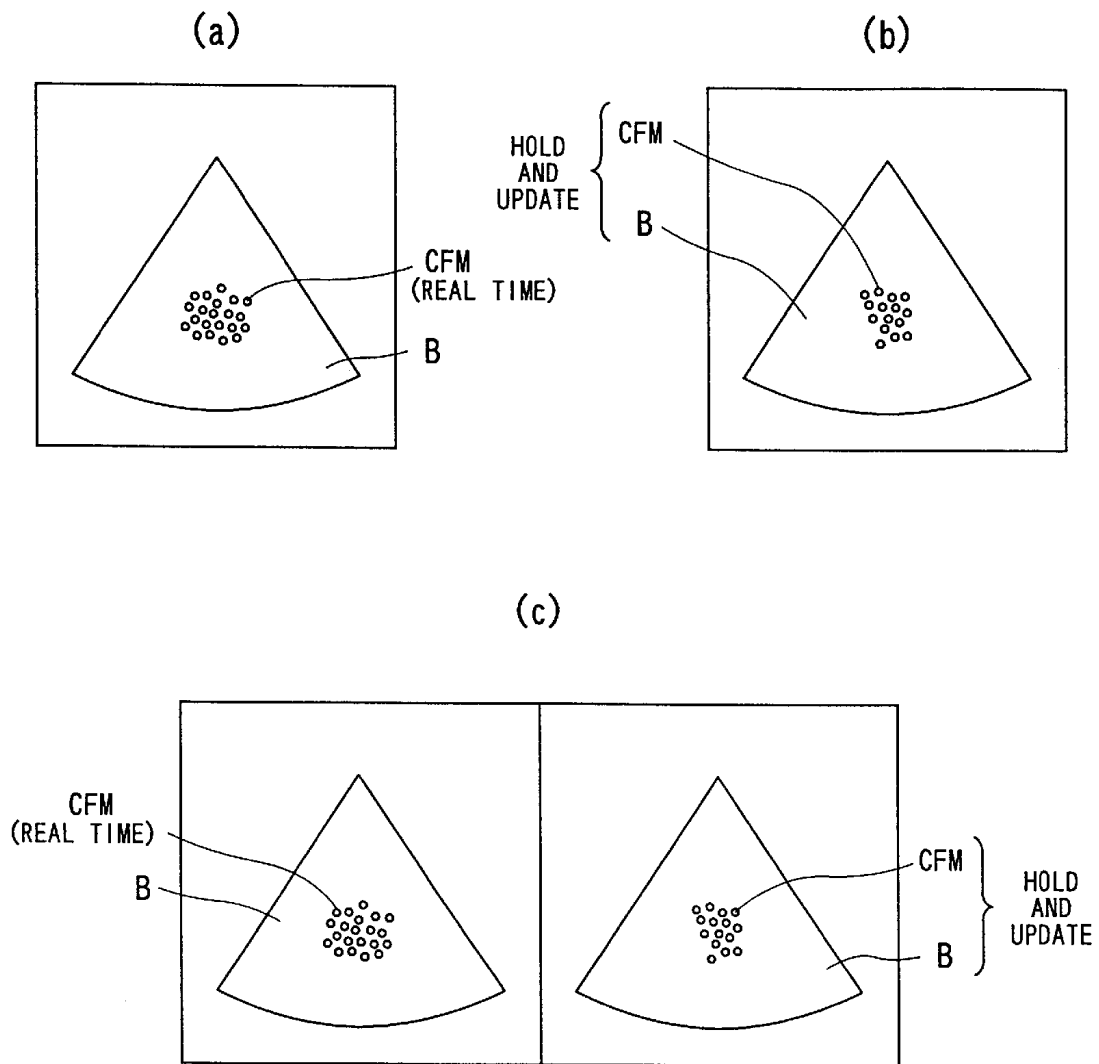 (a)
CFM
(REAL TIME)
B
(b)
HOLD
AND
UPDATE
CFM
B
(c)
CFM
(REAL TIME)
B
CFM
B
HOLD
AND
UPDATE